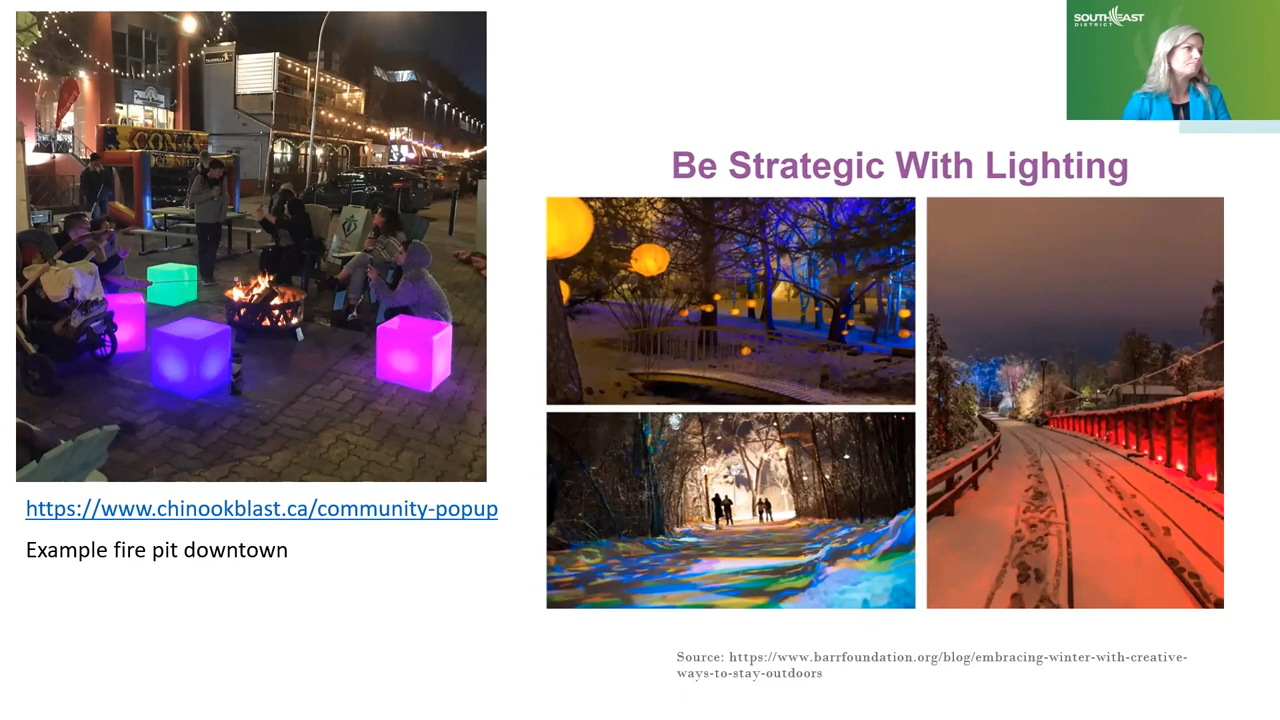 SOUTHEAST
DISTRICT
Be Strategic With Lighting
https://www.chinookblast.ca/community-popup
Example fire pit downtown
Source: https://www.barrfoundation.org/blog/embracing-winter-with-creative-
ways-to-stay-outdoors